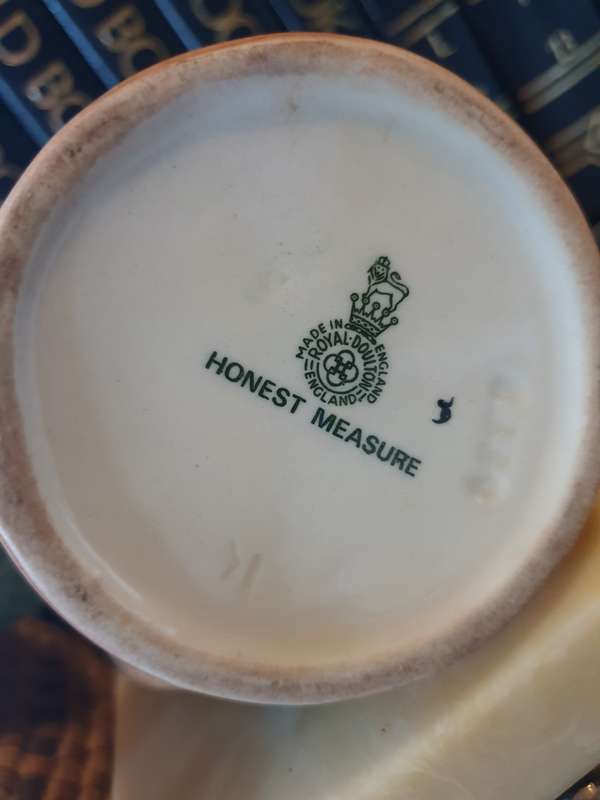 MADE IN ENGLAND
ROYAL·DOULTON
ENGLAND
HONEST MEASURE